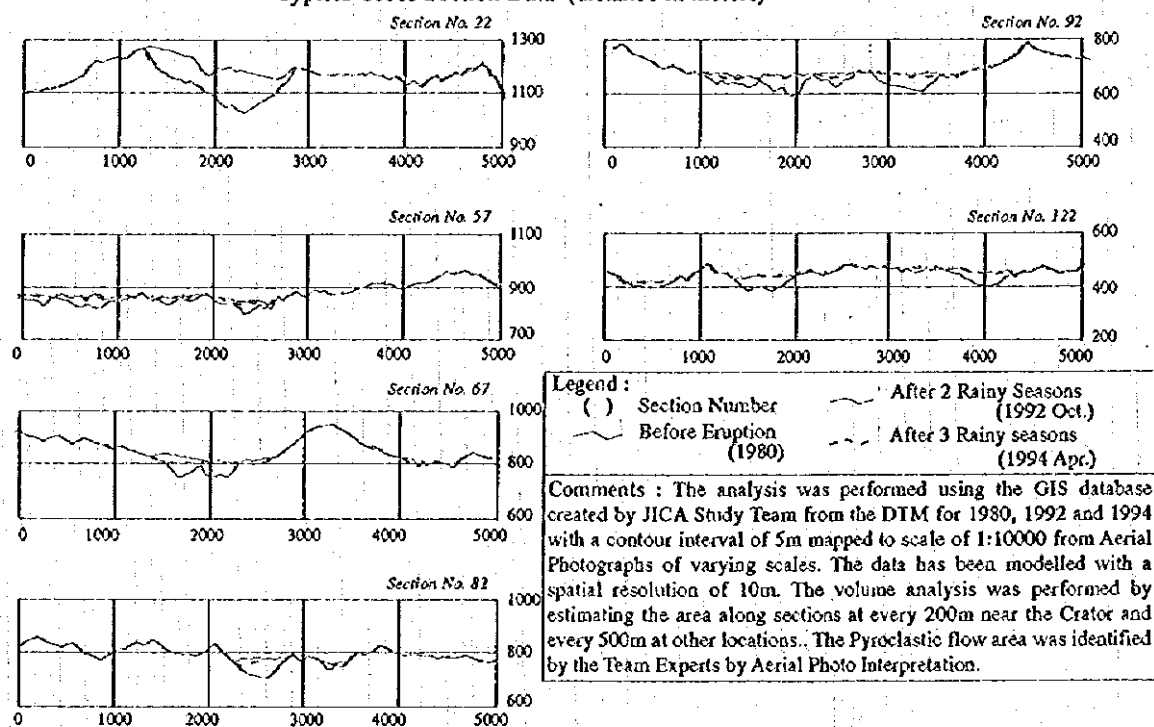 Section No. 22
1300
1100
900
0 1000 2000 3000 4000 5000
Section No. 92
800
600
400
0 1000 2000 3000 4000 5000
Section No. 57
1100
900
700
0 1000 2000 3000 4000 5000
Section No. 122
600
400
200
0 1000 2000 3000 4000 5000
Section No. 67
1000
800
600
0 1000 2000 3000 4000 5000
Section No. 82
1000
800
600
0 1000 2000 3000 4000 5000
Legend :
( ) Section Number
Before Eruption
(1980)
After 2 Rainy Seasons
(1992 Oct.)
After 3 Rainy seasons
(1994 Apr.)
Comments : The analysis was performed using the GIS database
created by JICA Study Team from the DTM for 1980, 1992 and 1994
with a contour interval of 5m mapped to scale of 1:10000 from Aerial
Photographs of varying scales. The data has been modelled with a
spatial resolution of 10m. The volume analysis was performed by
estimating the area along sections at every 200m near the Crator and
every 500m at other locations.. The Pyroclastic flow area was identified
by the Team Experts by Aerial Photo Interpretation.